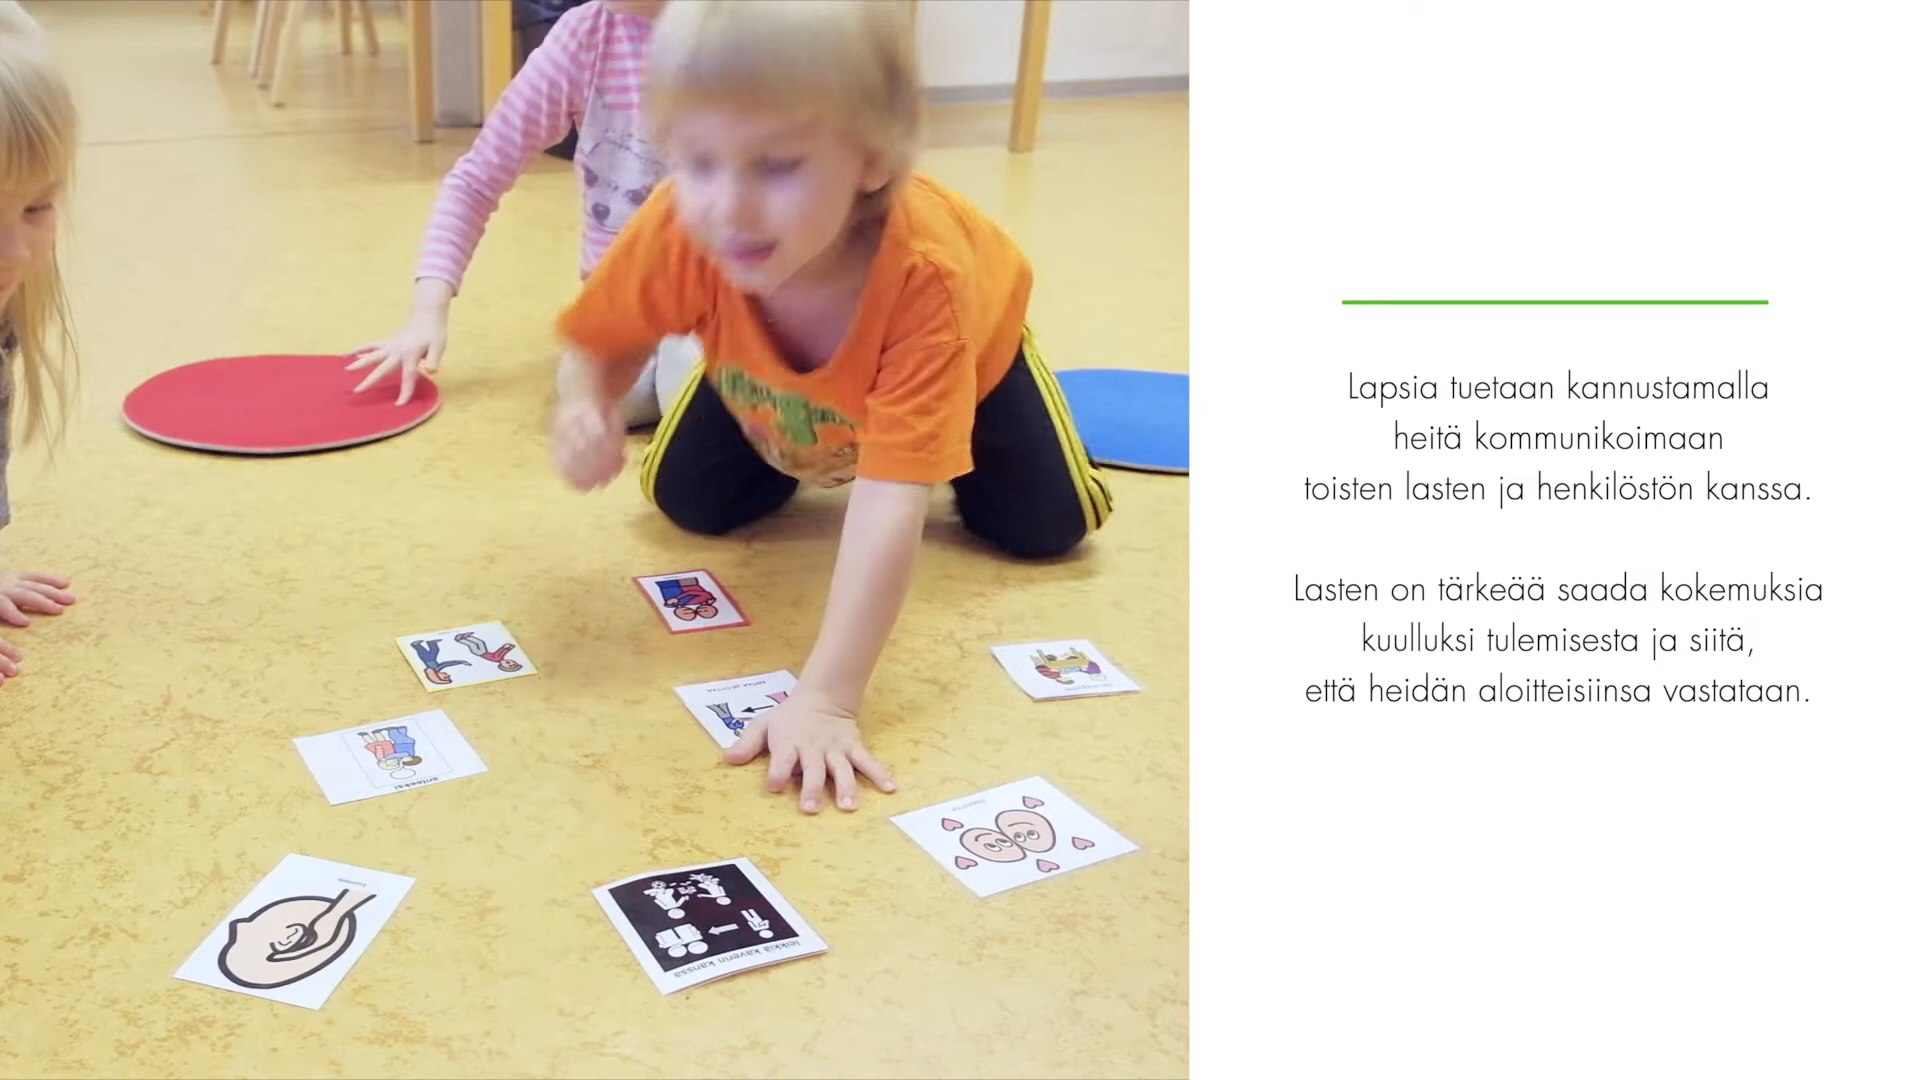 Lapsia tuetaan kannustamalla
heitä kommunikoimaan
toisten lasten ja henkilöstön kanssa.
Lasten on tärkeää saada kokemuksia
kuulluksi tulemisesta ja siitä,
että heidän aloitteisiinsa vastataan.
anteeksi
leikkiä kaverin kanssa